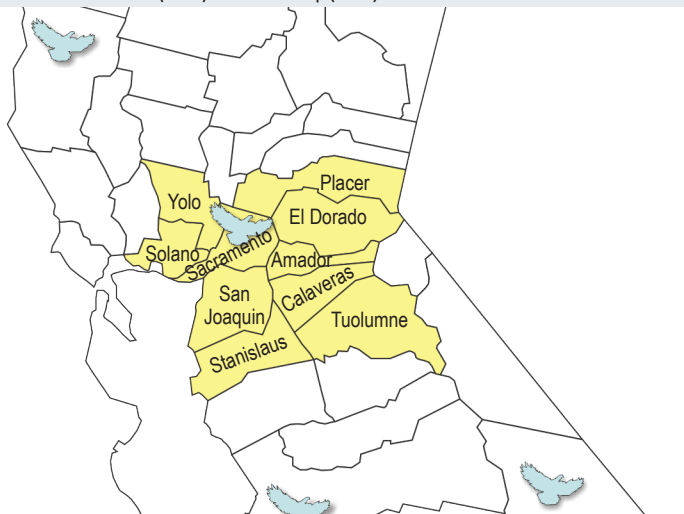 Placer
Yolo
El Dorado
Solano
Sacramento
Amador
San
Joaquin
Calaveras
Tuolumne
Stanislaus